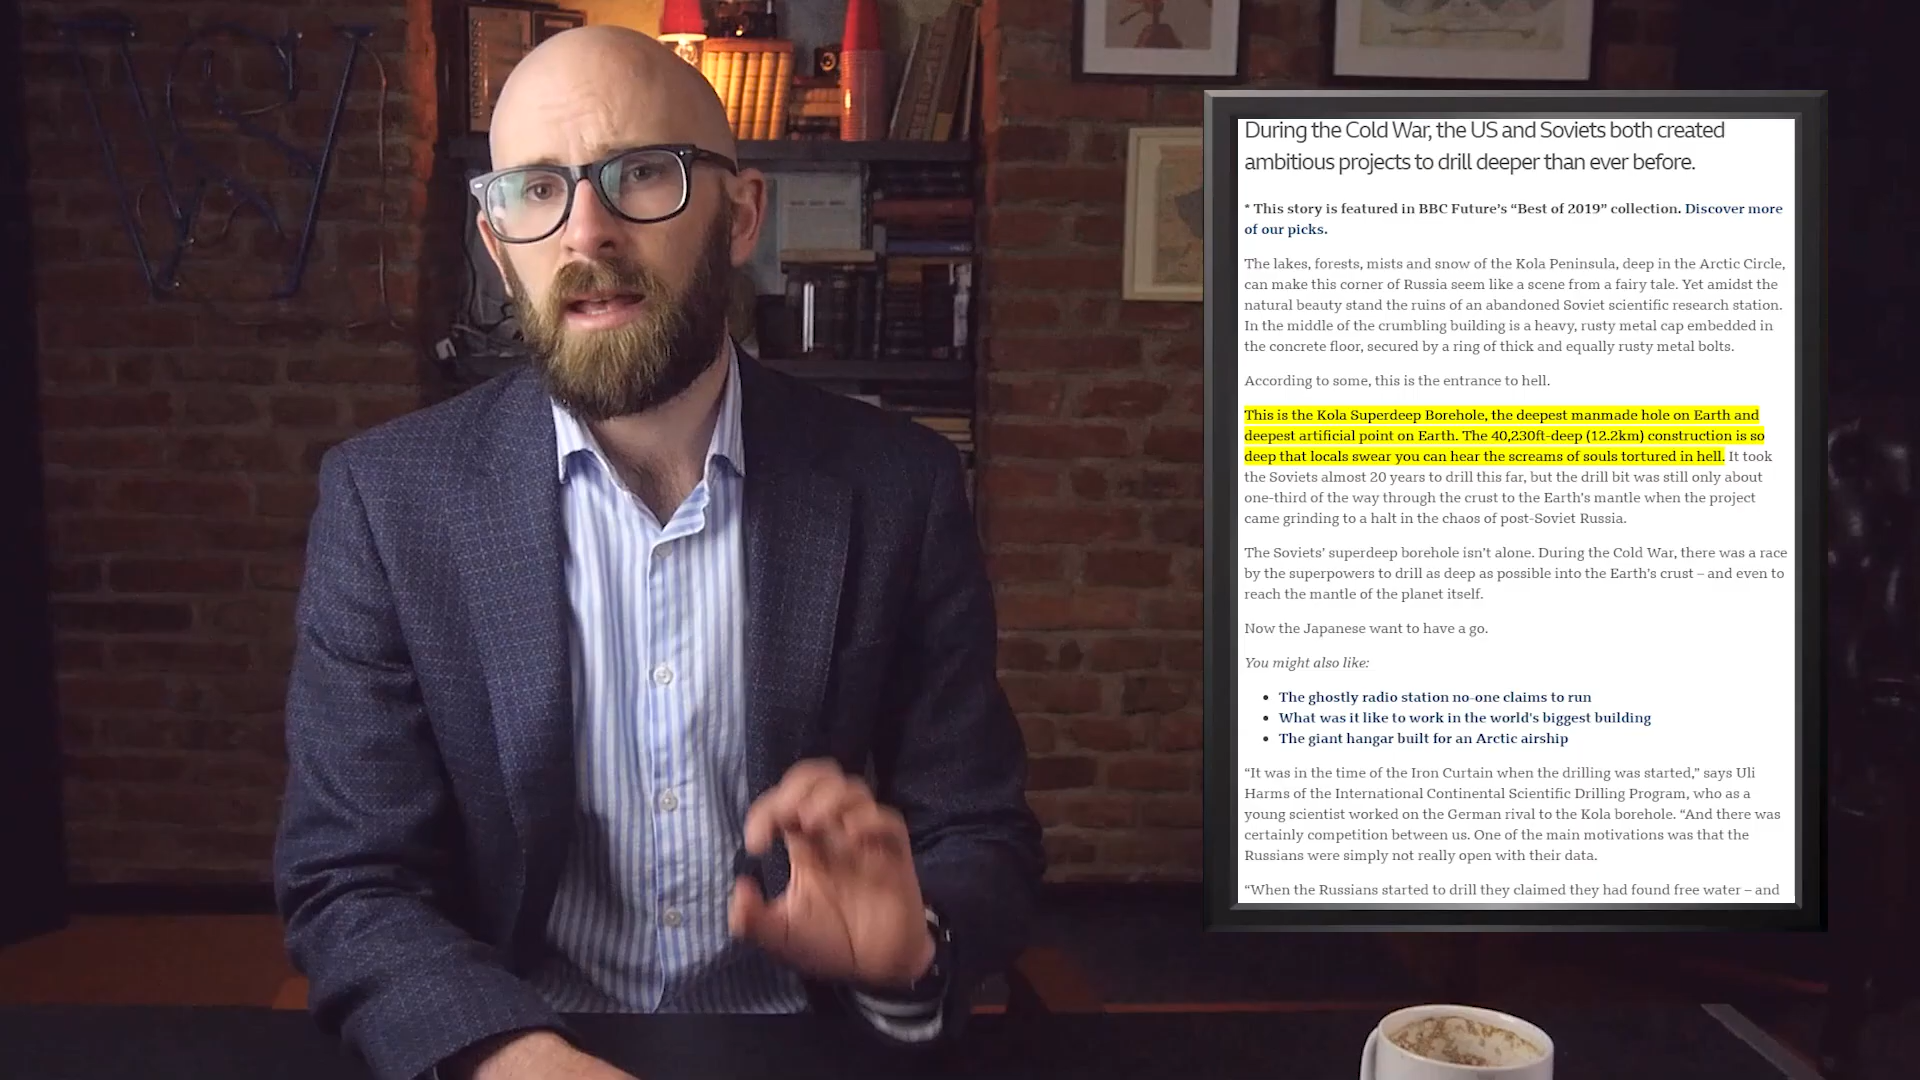 During the Cold War, the US and Soviets both created
ambitious projects to drill deeper than ever before.
* This story is featured in BBC Future’s “Best of 2019” collection. Discover more
of our picks.
The lakes, forests, mists and snow of the Kola Peninsula, deep in the Arctic Circle,
can make this corner of Russia seem like a scene from a fairy tale. Yet amidst the
natural beauty stand the ruins of an abandoned Soviet scientific research station.
In the middle of the crumbling building is a heavy, rusty metal cap embedded in
the concrete floor, secured by a ring of thick and equally rusty metal bolts.
According to some, this is the entrance to hell.
This is the Kola Superdeep Borehole, the deepest manmade hole on Earth and
deepest artificial point on Earth. The 40,230ft-deep (12.2km) construction is so
deep that locals swear you can hear the screams of souls tortured in hell. It took
the Soviets almost 20 years to drill this far, but the drill bit was still only about
one-third of the way through the crust to the Earth’s mantle when the project
came grinding to a halt in the chaos of post-Soviet Russia.
The Soviets’ superdeep borehole isn’t alone. During the Cold War, there was a race
by the superpowers to drill as deep as possible into the Earth’s crust – and even to
reach the mantle of the planet itself.
Now the Japanese want to have a go.
You might also like:
• The ghostly radio station no-one claims to run
• What was it like to work in the world’s biggest building
• The giant hangar built for an Arctic airship
“It was in the time of the Iron Curtain when the drilling was started,” says Uli
Harms of the International Continental Scientific Drilling Program, who as a
young scientist worked on the German rival to the Kola borehole. “And there was
certainly competition between us. One of the main motivations was that the
Russians were simply not really open with their data.
“When the Russians started to drill they claimed they had found free water – and